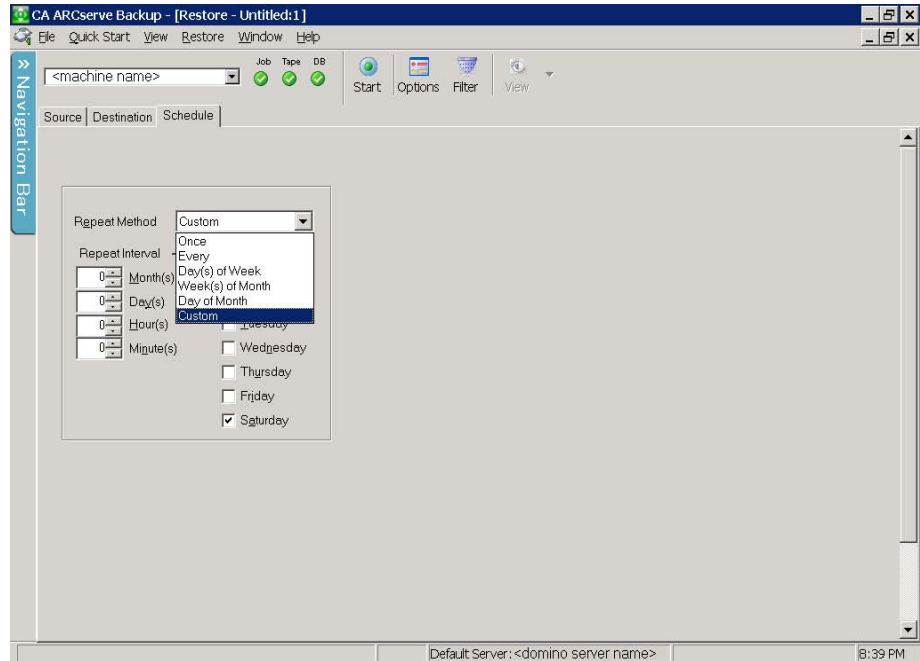 CA ARCserve Backup - [Restore - Untitled:1]
File Quick Start View Restore Window Help
<machine name>
Job Tape DB
Start Options Filter View
» Navigation Bar
Source Destination Schedule
Repeat Method Custom
Once
Every
Day(s) of Week
Week(s) of Month
Day of Month
Custom
Repeat Interval
0 Month(s)
0 Day(s)
0 Hour(s)
0 Minute(s)
Tuesday
Wednesday
Thursday
Friday
Saturday
Default Server:<domino server name>
8:39 PM